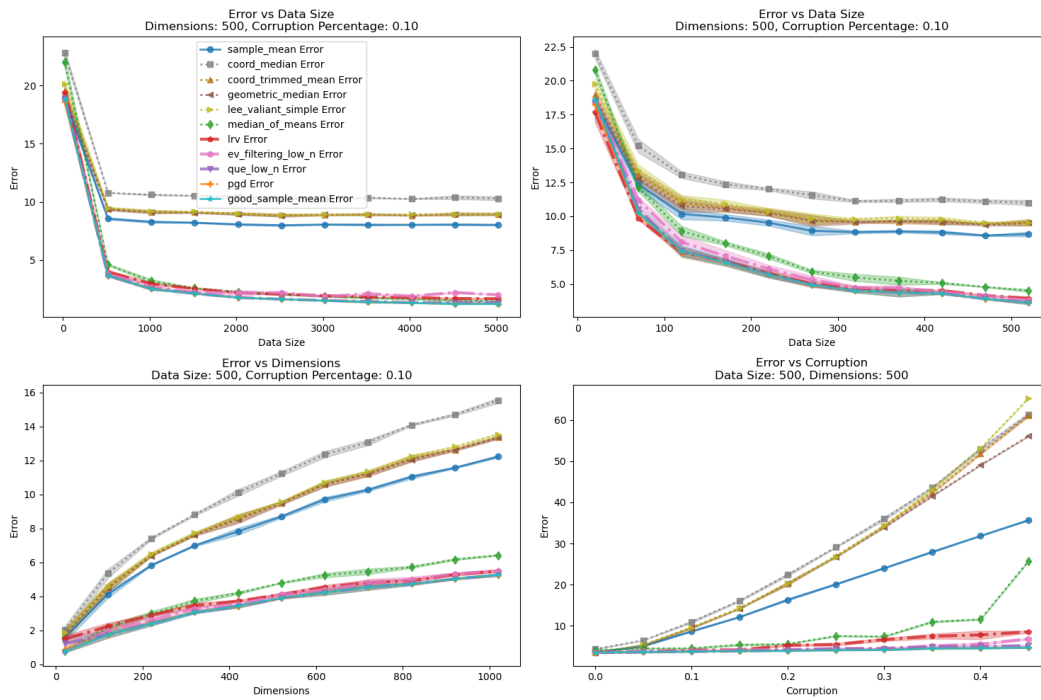 Error vs Data Size
Dimensions: 500, Corruption Percentage: 0.10
Error
20
15
10
5
sample_mean Error
coord_median Error
coord_trimmed_mean Error
geometric_median Error
lee_valiant_simple Error
median_of_means Error
lrv Error
ev_filtering_low_n Error
que_low_n Error
pgd Error
good_sample_mean Error
0 1000 2000 3000 4000 5000
Data Size
Error vs Data Size
Dimensions: 500, Corruption Percentage: 0.10
Error
22.5
20.0
17.5
15.0
12.5
10.0
7.5
5.0
0 100 200 300 400 500
Data Size
Error vs Dimensions
Data Size: 500, Corruption Percentage: 0.10
Error
16
14
12
10
8
6
4
2
0
0 200 400 600 800 1000
Dimensions
Error vs Corruption
Data Size: 500, Dimensions: 500
Error
60
50
40
30
20
10
0
0.0 0.1 0.2 0.3 0.4
Corruption